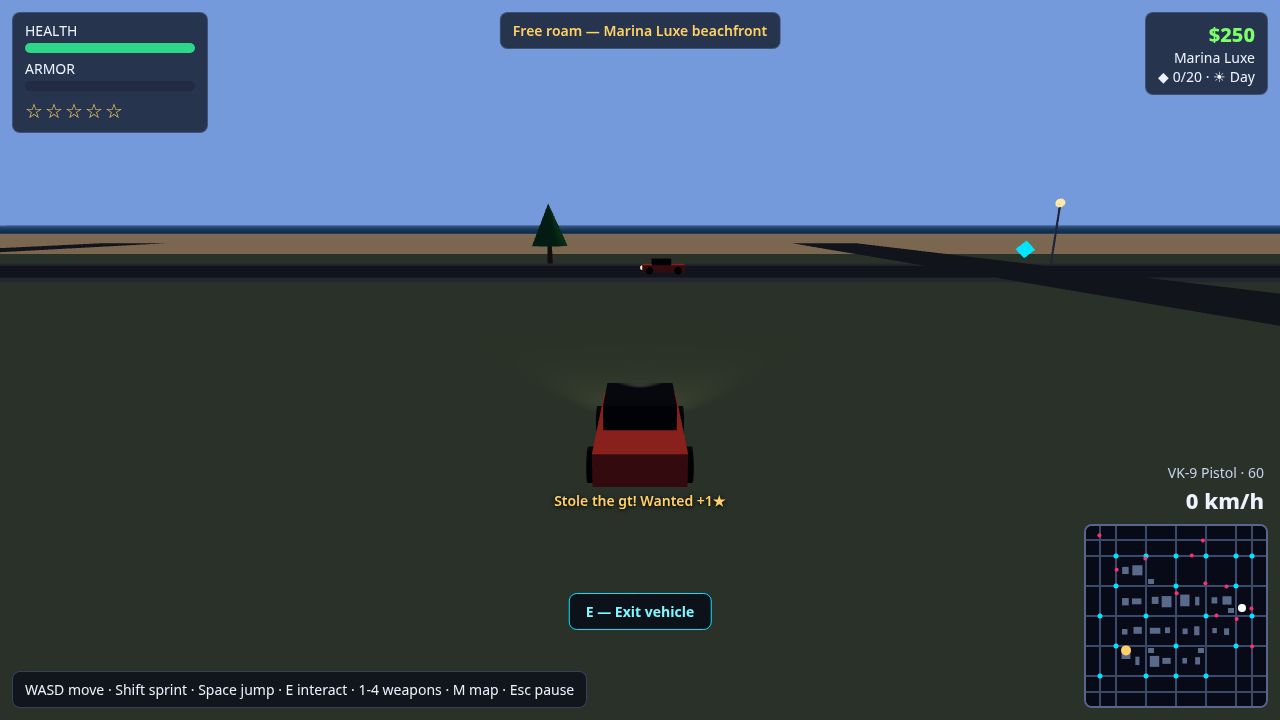 HEALTH
ARMOR
☆☆☆☆☆
Free roam — Marina Luxe beachfront
$250
Marina Luxe
◆ 0/20 · ☀ Day
Stole the gt! Wanted +1★
VK-9 Pistol · 60
0 km/h
E — Exit vehicle
WASD move · Shift sprint · Space jump · E interact · 1-4 weapons · M map · Esc pause